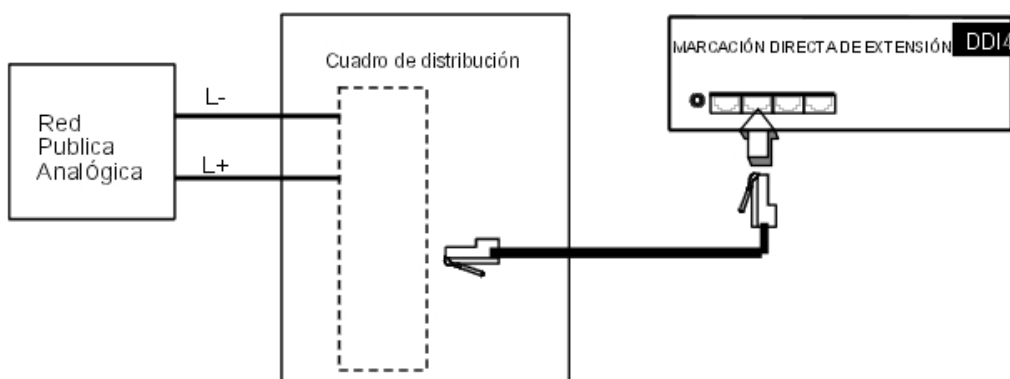 Cuadro de distribución
MARCACIÓN DIRECTA DE EXTENSIÓN DDI4
L-
Red
Publica
Analógica
L+